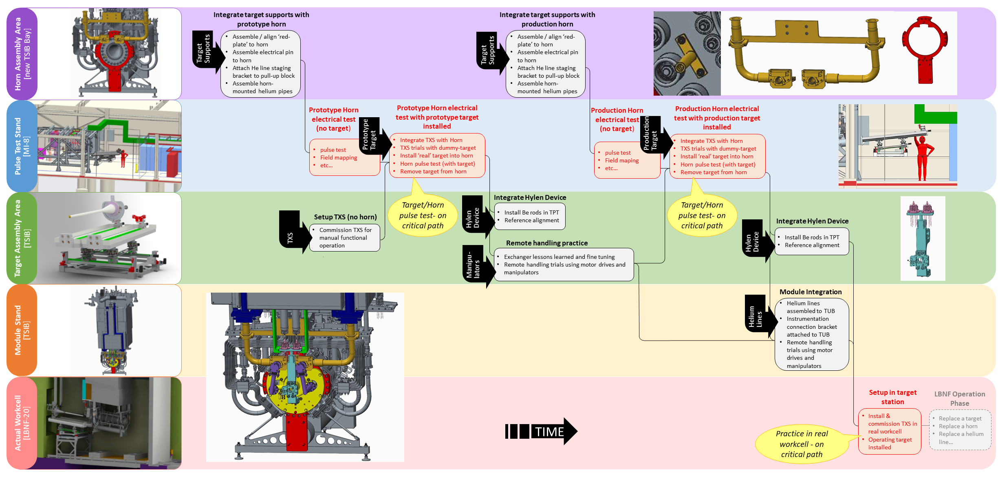 Horn Assembly Area
[new TSIB Bay]
Integrate target supports with
prototype horn
Target
Supports
• Assemble / align ‘red-
plate’ to horn
• Assemble electrical pin
to horn
• Attach He line staging
bracket to pull-up block
• Assemble horn-
mounted helium pipes
Integrate target supports with
production horn
Target
Supports
• Assemble / align ‘red-
plate’ to horn
• Assemble electrical pin
to horn
• Attach He line staging
bracket to pull-up block
• Assemble horn-
mounted helium pipes
Pulse Test Stand
[MI-8]
Prototype Horn
electrical test
(no target)
• pulse test
• Field mapping
• etc…
Prototype
Target
Prototype Horn electrical
test with prototype target
installed
• Integrate TXS with Horn
• TXS trials with dummy-target
• Install ‘real’ target into horn
• Horn pulse test (with target)
• Remove target from horn
Production Horn
electrical test
(no target)
• pulse test
• Field maping
• etc…
Production
Target
Production Horn electrical
test with production target
installed
• Integrate TXS with Horn
• TXS trials with dummy-target
• Install ‘real’ target into horn
• Horn pulse test (with target)
• Remove target from horn
Target Assembly Area
[TSIB]
TXS
Setup TXS (no horn)
• Commission TXS for
manual functional
operation
Target/Horn
pulse test- on
critical path
Hylen
Device
Integrate Hylen Device
• Install Be rods in TPT
• Reference alignment
Manipu-
lators
Remote handling practice
• Exchanger lessons learned and fine tuning
• Remote handling trials using motor drives and
manipulators
Target/Horn
pulse test- on
critical path
Hylen
Device
Integrate Hylen Device
• Install Be rods in TPT
• Reference alignment
Module Stand
[TSIB]
Helium
Lines
Module Integration
• Helium lines
assembled to TUB
• Instrumentation
connection bracket
attached to TUB
• Remote handling
trials using motor
drives and
manipulators
Actual Workcell
[LBNF-20]
TIME
Practice in real
workcell - on
critical path
Setup in target
station
• Install &
commission TXS in
real workcell
• Operating target
installed
LBNF Operation
Phase
• Replace a target
• Replace a horn
• Replace a helium
line…